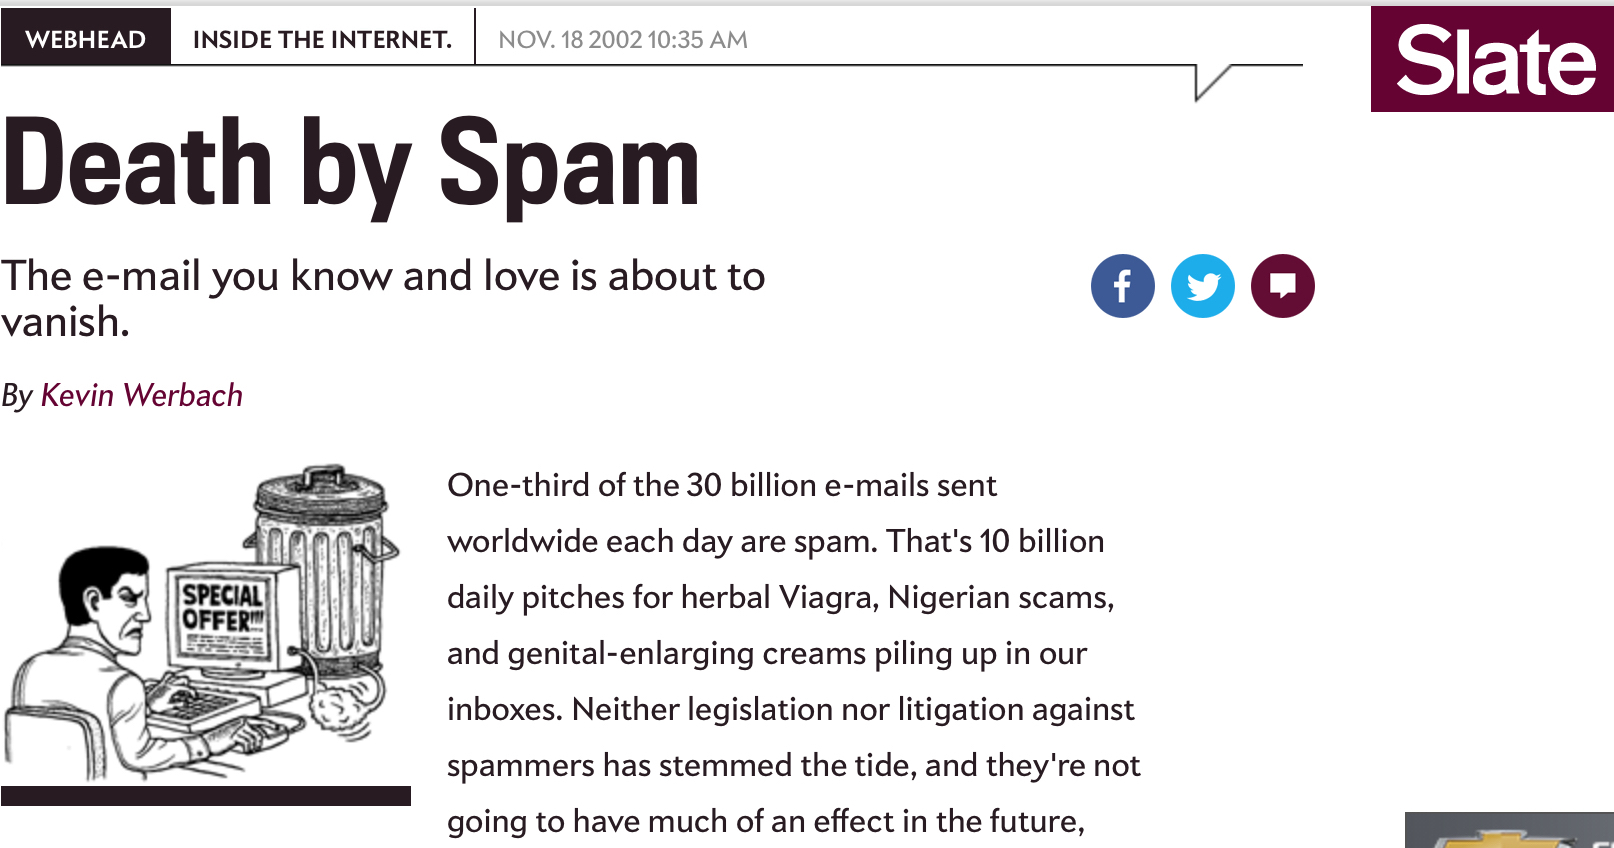 WEBHEAD INSIDE THE INTERNET. NOV. 18 2002 10:35 AM
Slate
Death by Spam
The e-mail you know and love is about to
vanish.
By Kevin Werbach
SPECIAL
OFFER!!!
One-third of the 30 billion e-mails sent
worldwide each day are spam. That's 10 billion
daily pitches for herbal Viagra, Nigerian scams,
and genital-enlarging creams piling up in our
inboxes. Neither legislation nor litigation against
spammers has stemmed the tide, and they're not
going to have much of an effect in the future,